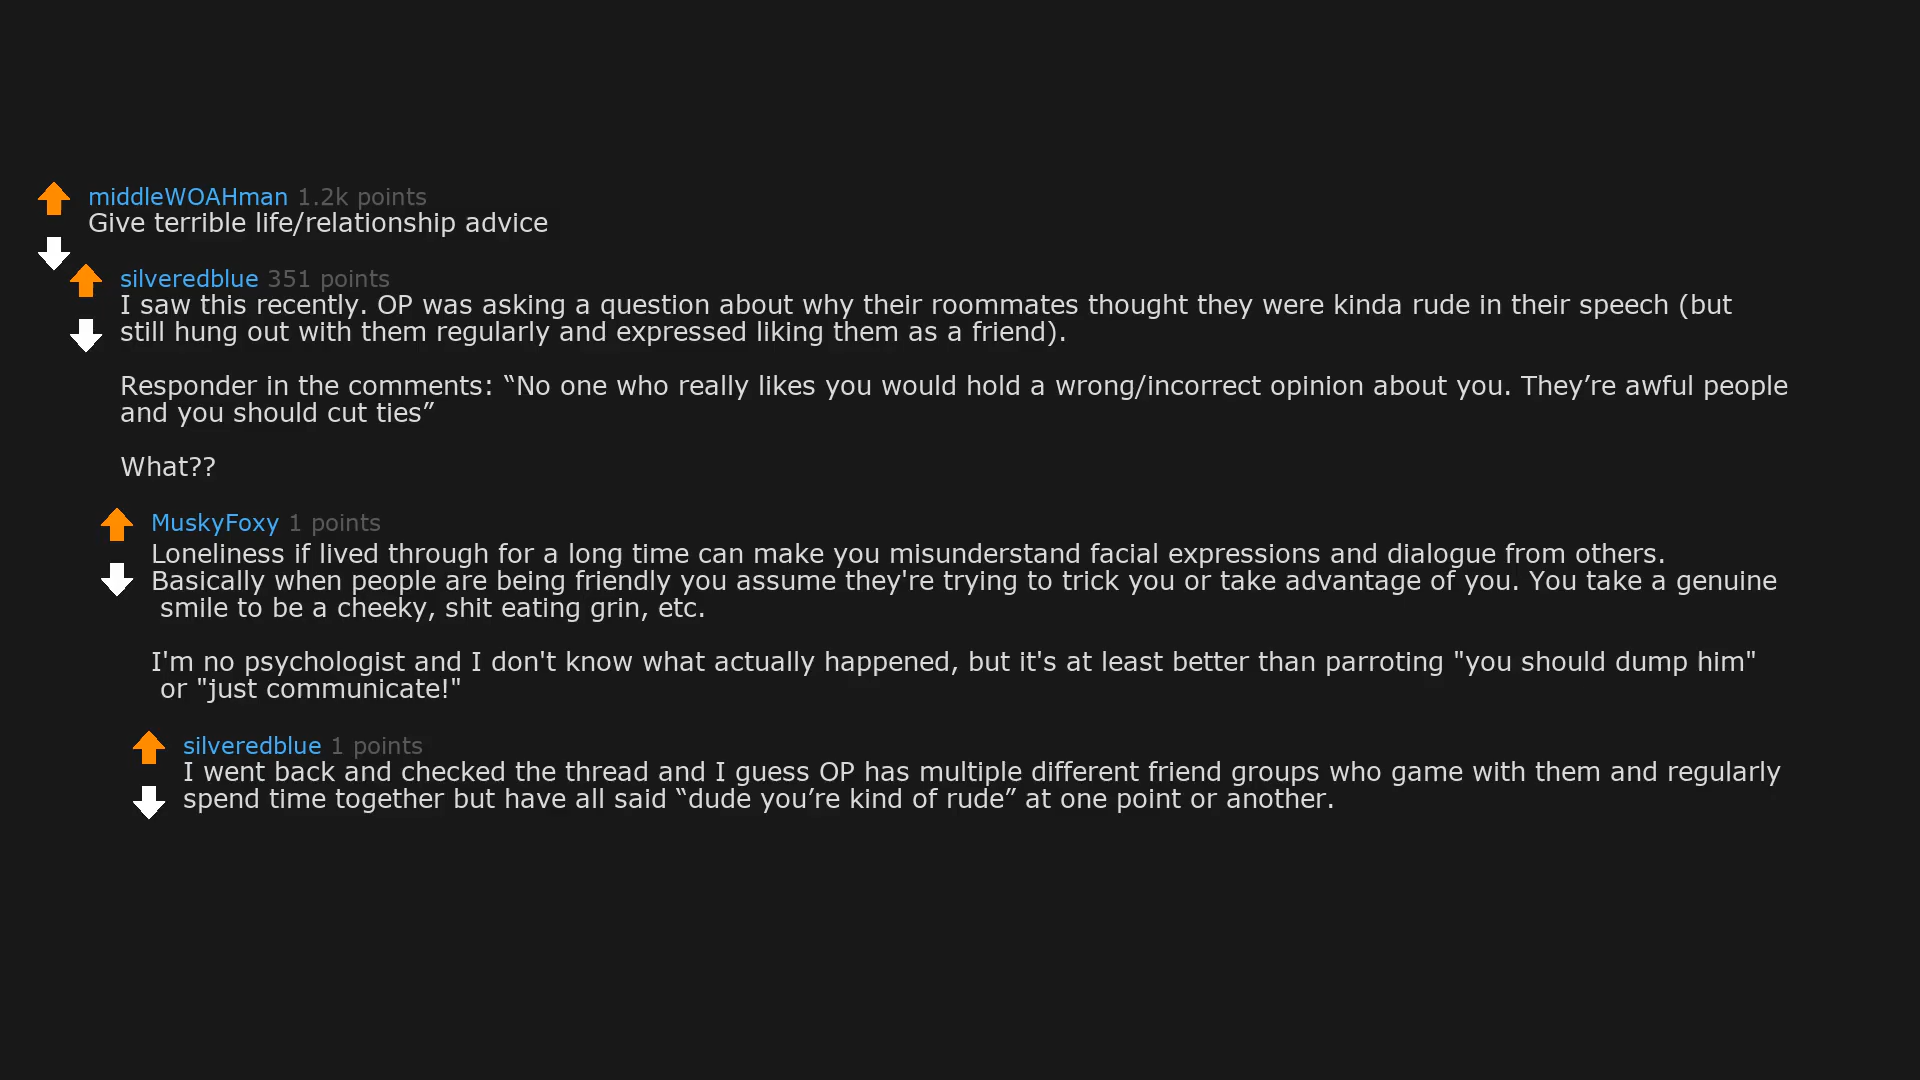 middleWOAHman 1.2k points
Give terrible life/relationship advice
silveredblue 351 points
I saw this recently. OP was asking a question about why their roommates thought they were kinda rude in their speech (but
still hung out with them regularly and expressed liking them as a friend).
Responder in the comments: “No one who really likes you would hold a wrong/incorrect opinion about you. They’re awful people
and you should cut ties”
What??
MuskyFoxy 1 points
Loneliness if lived through for a long time can make you misunderstand facial expressions and dialogue from others.
Basically when people are being friendly you assume they're trying to trick you or take advantage of you. You take a genuine
smile to be a cheeky, shit eating grin, etc.
I'm no psychologist and I don't know what actually happened, but it's at least better than parroting "you should dump him"
or "just communicate!"
silveredblue 1 points
I went back and checked the thread and I guess OP has multiple different friend groups who game with them and regularly
spend time together but have all said “dude you’re kind of rude” at one point or another.